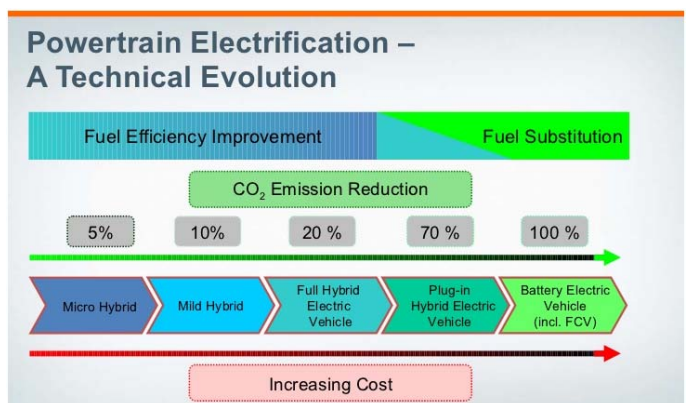 Powertrain Electrification –
A Technical Evolution
Fuel Efficiency Improvement
Fuel Substitution
CO₂ Emission Reduction
5%
10%
20 %
70 %
100 %
Micro Hybrid
Mild Hybrid
Full Hybrid
Electric
Vehicle
Plug-in
Hybrid Electric
Vehicle
Battery Electric
Vehicle
(incl. FCV)
Increasing Cost